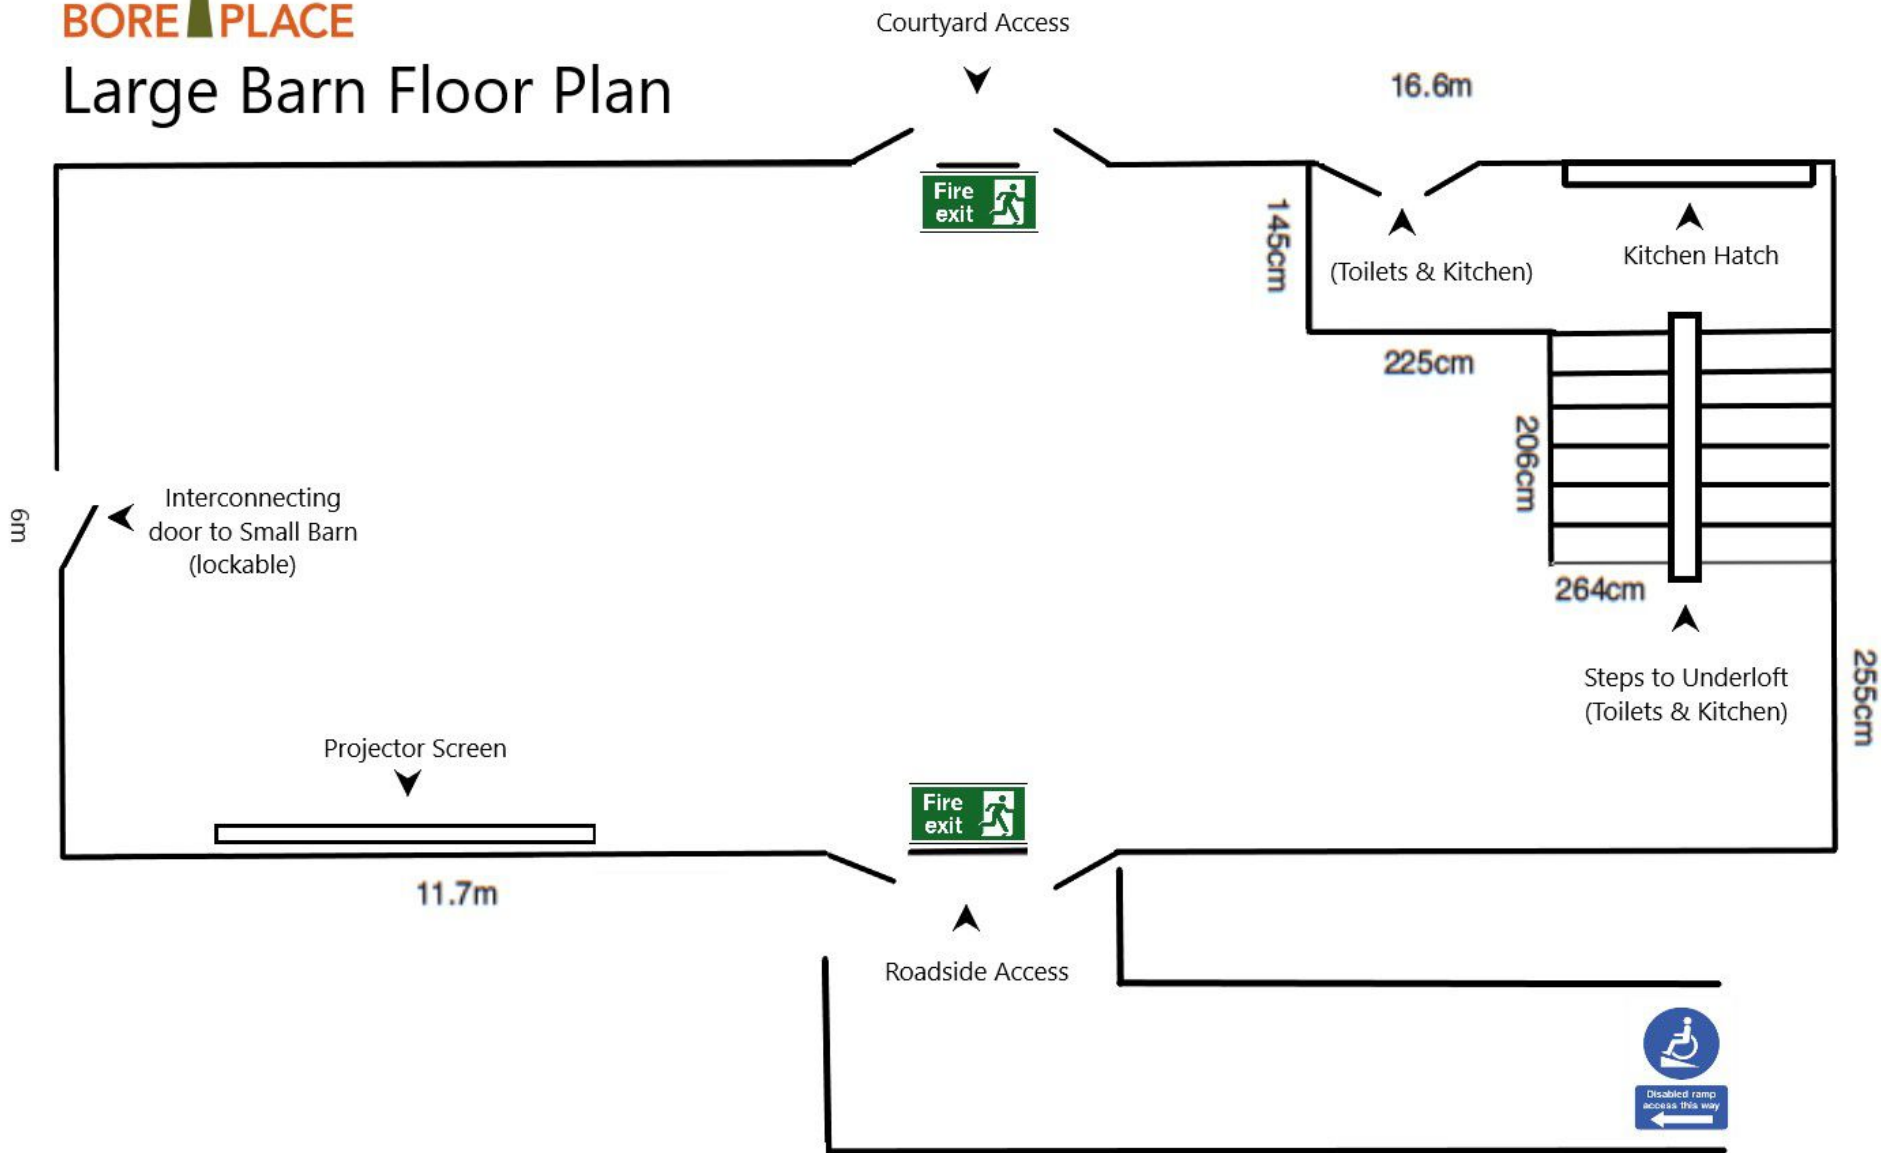 BORE PLACE
Large Barn Floor Plan
Courtyard Access
16.6m
Fire
exit
145cm
(Toilets & Kitchen)
Kitchen Hatch
225cm
206cm
6m
Interconnecting
door to Small Barn
(lockable)
264cm
Steps to Underloft
(Toilets & Kitchen)
255cm
Projector Screen
Fire
exit
11.7m
Roadside Access
Disabled ramp
access this way